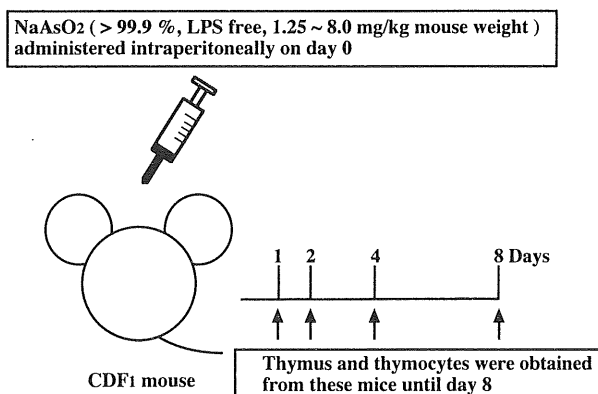 NaAsO2 ( > 99.9 %, LPS free, 1.25 ~ 8.0 mg/kg mouse weight )
administered intraperitoneally on day 0
1 2 4 8 Days
CDF1 mouse
Thymus and thymocytes were obtained
from these mice until day 8